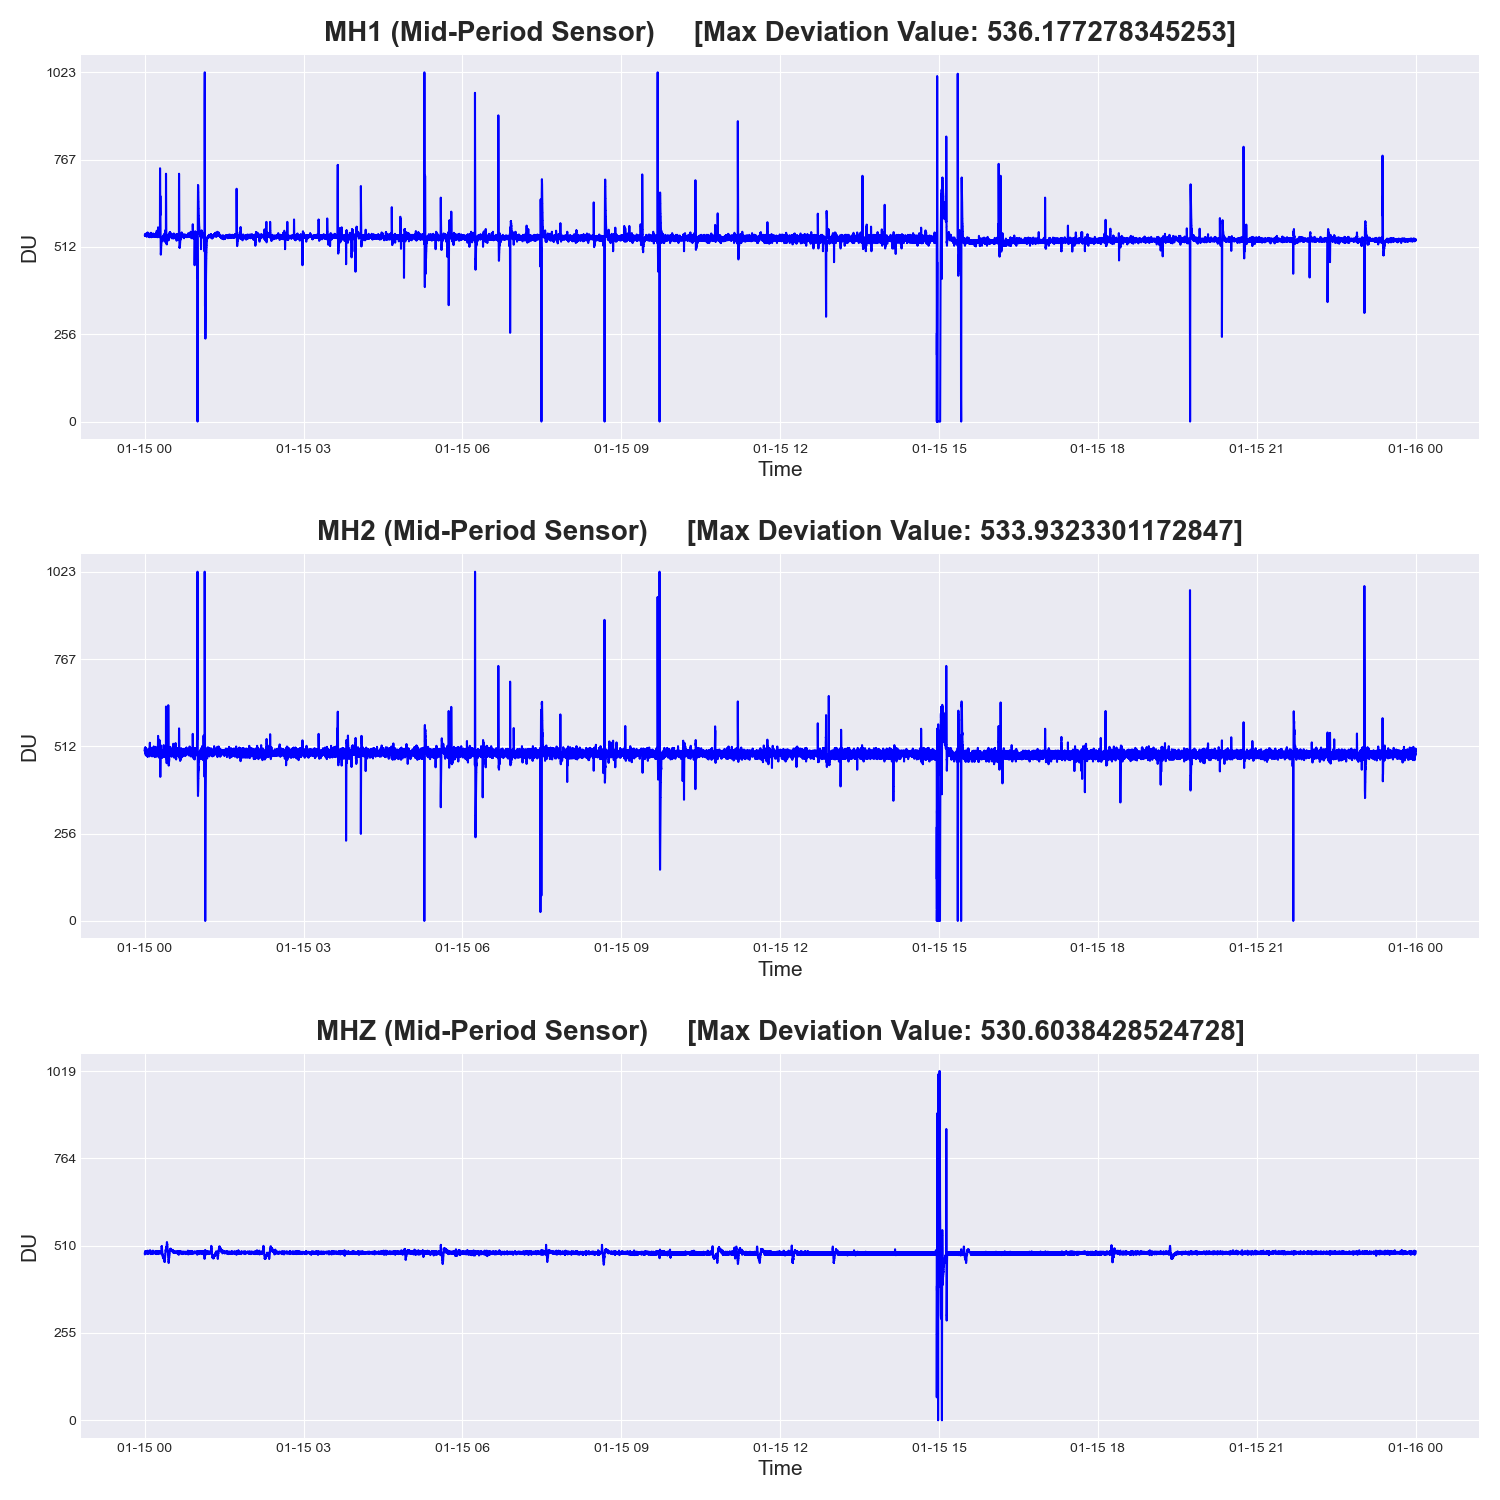 MH1 (Mid-Period Sensor) [Max Deviation Value: 536.177278345253]
1023
767
512
256
0
DU
01-15 00 01-15 03 01-15 06 01-15 09 01-15 12 01-15 15 01-15 18 01-15 21 01-16 00
Time
MH2 (Mid-Period Sensor) [Max Deviation Value: 533.9323301172847]
1023
767
512
256
0
DU
01-15 00 01-15 03 01-15 06 01-15 09 01-15 12 01-15 15 01-15 18 01-15 21 01-16 00
Time
MHZ (Mid-Period Sensor) [Max Deviation Value: 530.6038428524728]
1019
764
510
255
0
DU
01-15 00 01-15 03 01-15 06 01-15 09 01-15 12 01-15 15 01-15 18 01-15 21 01-16 00
Time